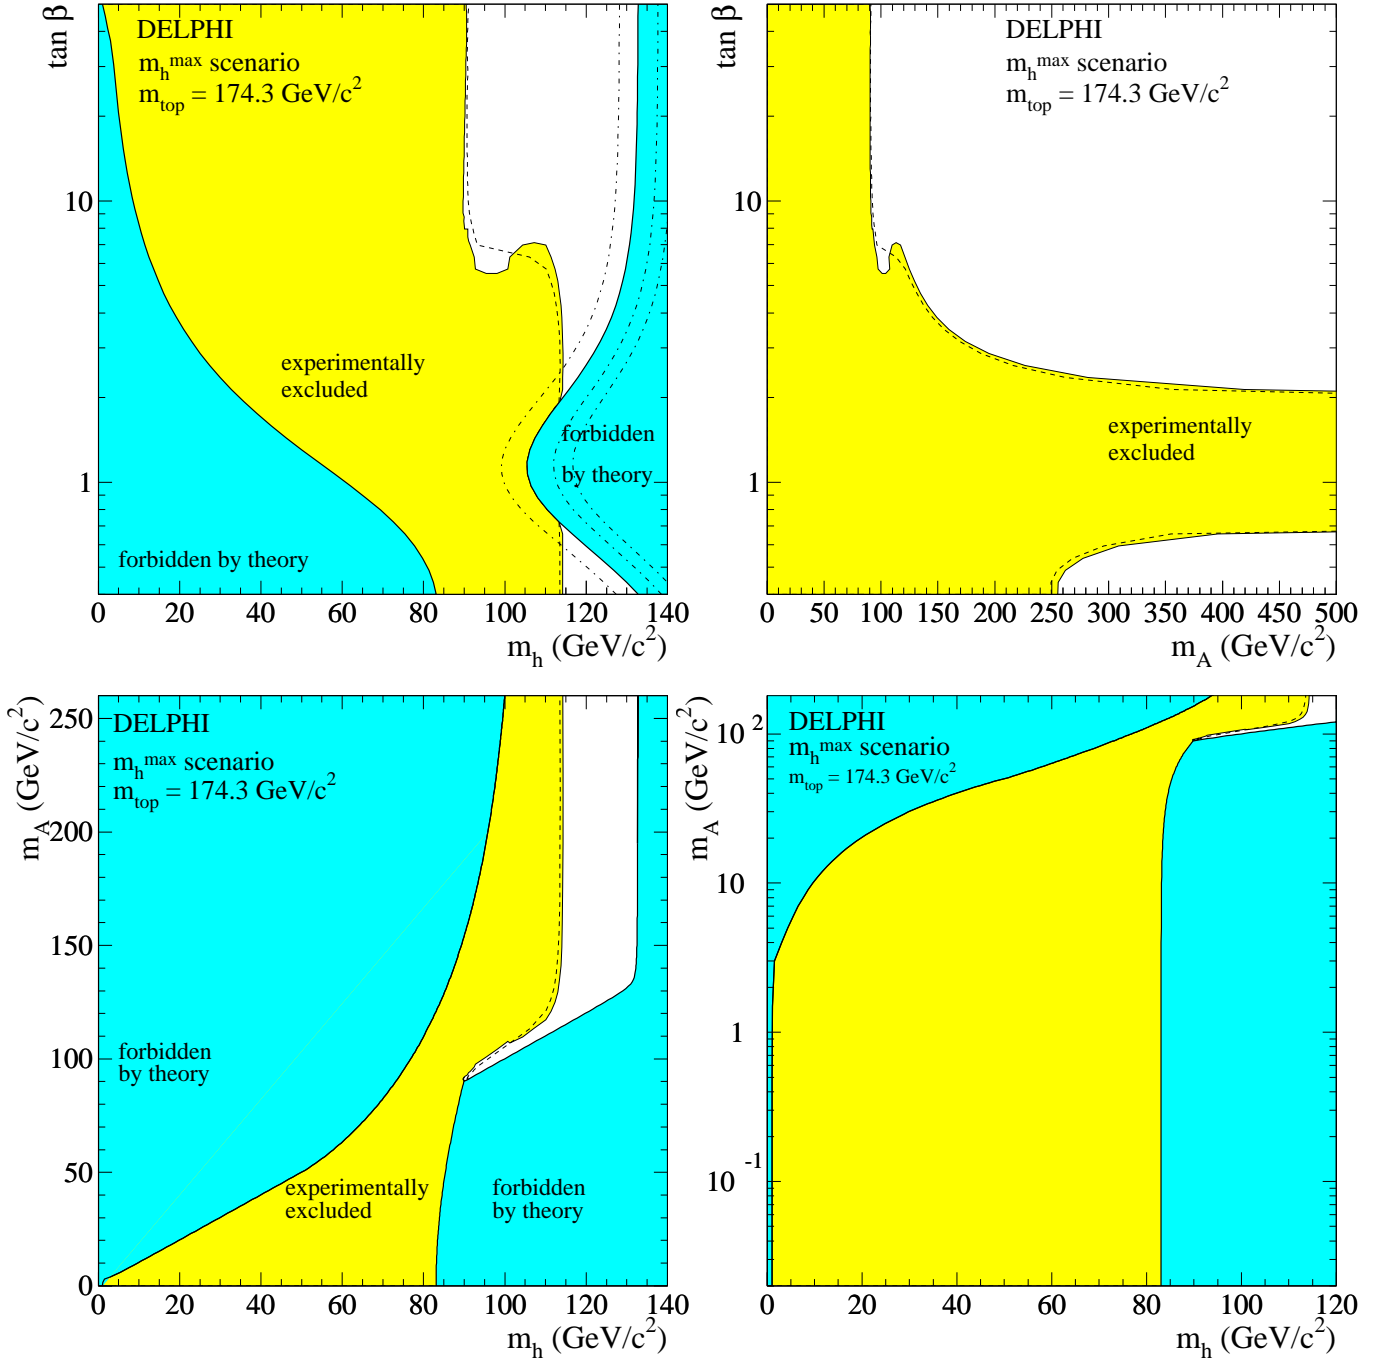 tan β
DELPHI
m_h^max scenario
m_top = 174.3 GeV/c^2
10
1
experimentally
excluded
forbidden
by theory
forbidden by theory
0 20 40 60 80 100 120 140
m_h (GeV/c^2)
tan β
DELPHI
m_h^max scenario
m_top = 174.3 GeV/c^2
10
1
experimentally
excluded
0 50 100 150 200 250 300 350 400 450 500
m_A (GeV/c^2)
m_A (GeV/c^2)
DELPHI
m_h^max scenario
m_top = 174.3 GeV/c^2
250
200
150
100
50
0
forbidden
by theory
experimentally
excluded
forbidden
by theory
0 20 40 60 80 100 120 140
m_h (GeV/c^2)
m_A (GeV/c^2)
DELPHI
m_h^max scenario
m_top = 174.3 GeV/c^2
10^2
10
1
10^-1
0 20 40 60 80 100 120
m_h (GeV/c^2)